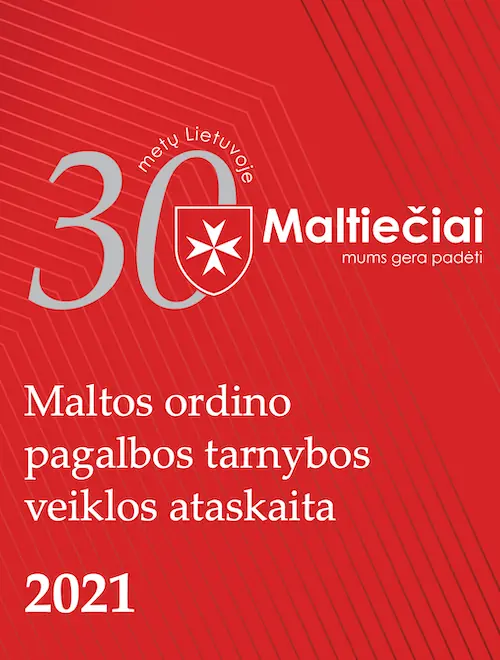 30
metų Lietuvoje
Maltiečiai
mums gera padėti
Maltos ordino
pagalbos tarnybos
veiklos ataskaita
2021